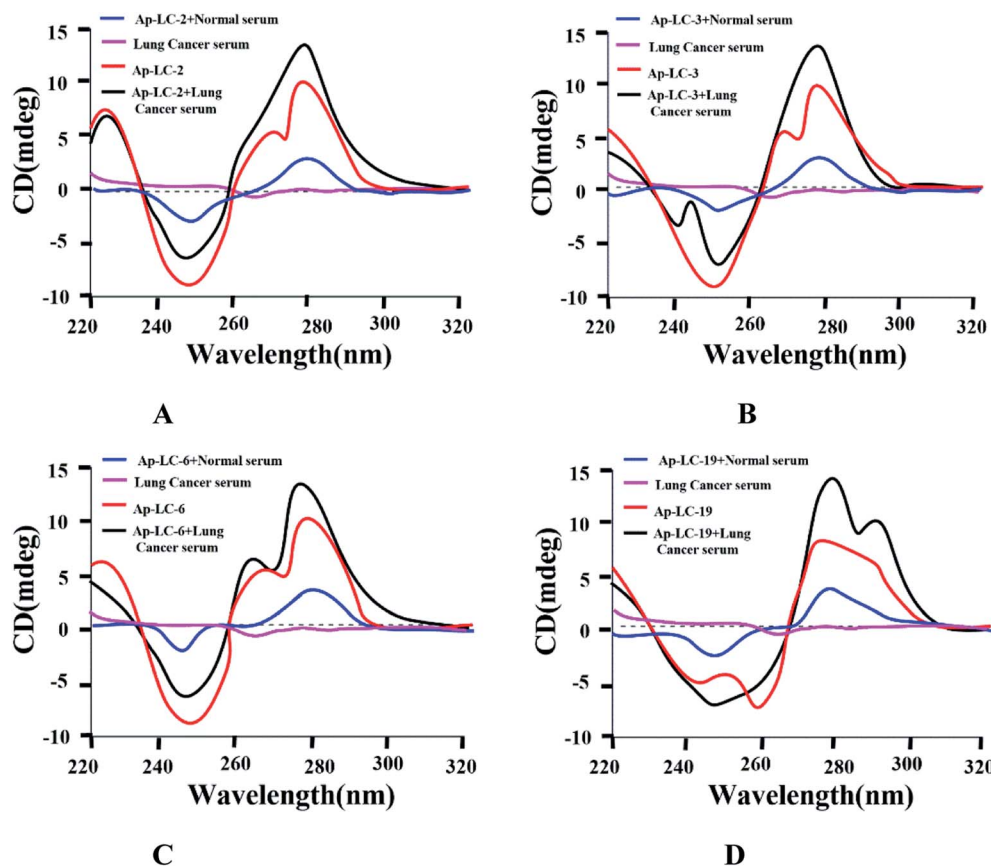 Ap-LC-2+Normal serum
Lung Cancer serum
Ap-LC-2
Ap-LC-2+Lung
Cancer serum
15
10
5
0
-5
-10
CD(mdeg)
220 240 260 280 300 320
Wavelength(nm)
A
Ap-LC-3+Normal serum
Lung Cancer serum
Ap-LC-3
Ap-LC-3+Lung
Cancer serum
15
10
5
0
-5
-10
CD(mdeg)
220 240 260 280 300 320
Wavelength(nm)
B
Ap-LC-6+Normal serum
Lung Cancer serum
Ap-LC-6
Ap-LC-6+Lung
Cancer serum
15
10
5
0
-5
-10
CD(mdeg)
220 240 260 280 300 320
Wavelength(nm)
C
Ap-LC-19+Normal serum
Lung Cancer serum
Ap-LC-19
Ap-LC-19+Lung
Cancer serum
15
10
5
0
-5
-10
CD(mdeg)
220 240 260 280 300 320
Wavelength(nm)
D